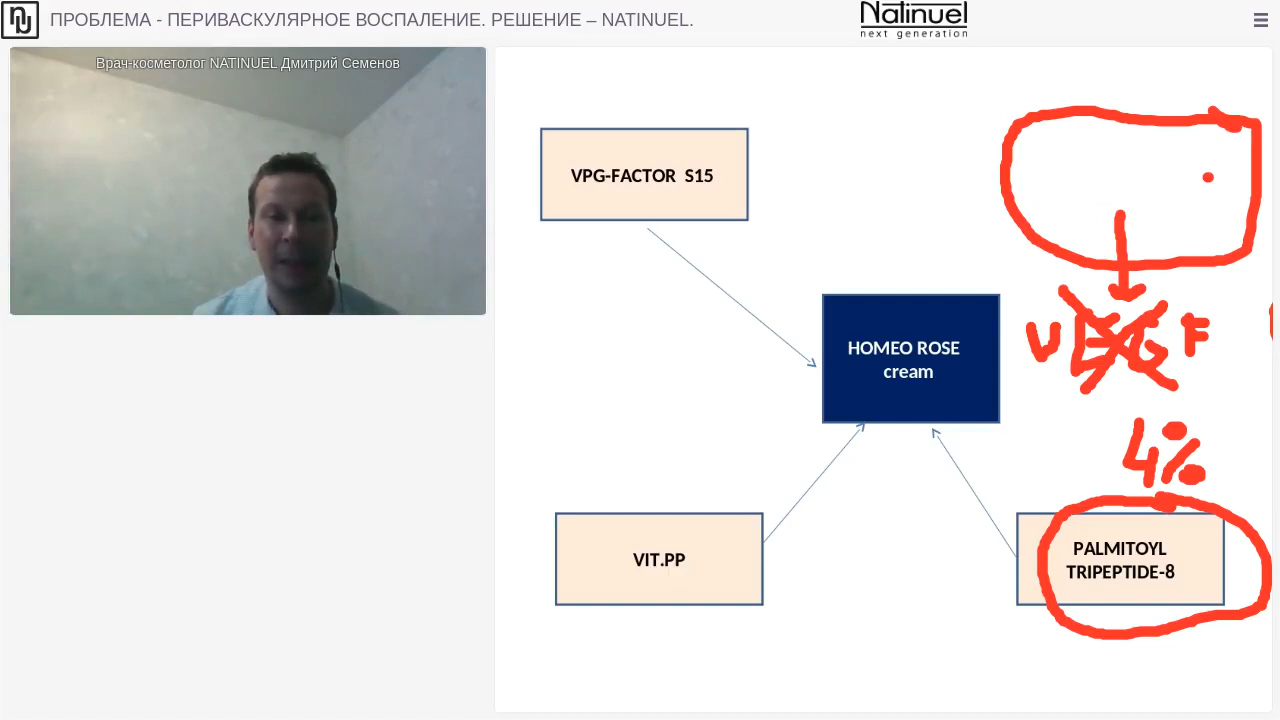 ПРОБЛЕМА - ПЕРИВАСКУЛЯРНОЕ ВОСПАЛЕНИЕ. РЕШЕНИЕ – NATINUEL.
Natinuel
next generation
Врач-косметолог NATINUEL Дмитрий Семенов
VPG-FACTOR S15
HOMEO ROSE
cream
VEGF
4%
VIT.PP
PALMITOYL
TRIPEPTIDE-8